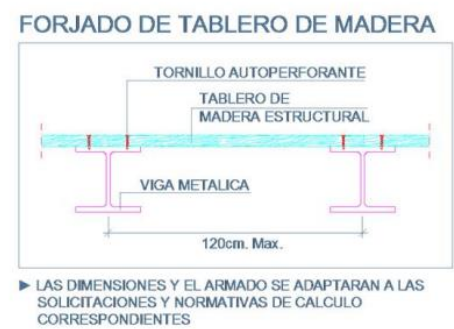 FORJADO DE TABLERO DE MADERA
TORNILLO AUTOPERFORANTE
TABLERO DE
MADERA ESTRUCTURAL
VIGA METALICA
120cm. Max.
► LAS DIMENSIONES Y EL ARMADO SE ADAPTARAN A LAS
SOLICITACIONES Y NORMATIVAS DE CALCULO
CORRESPONDIENTES